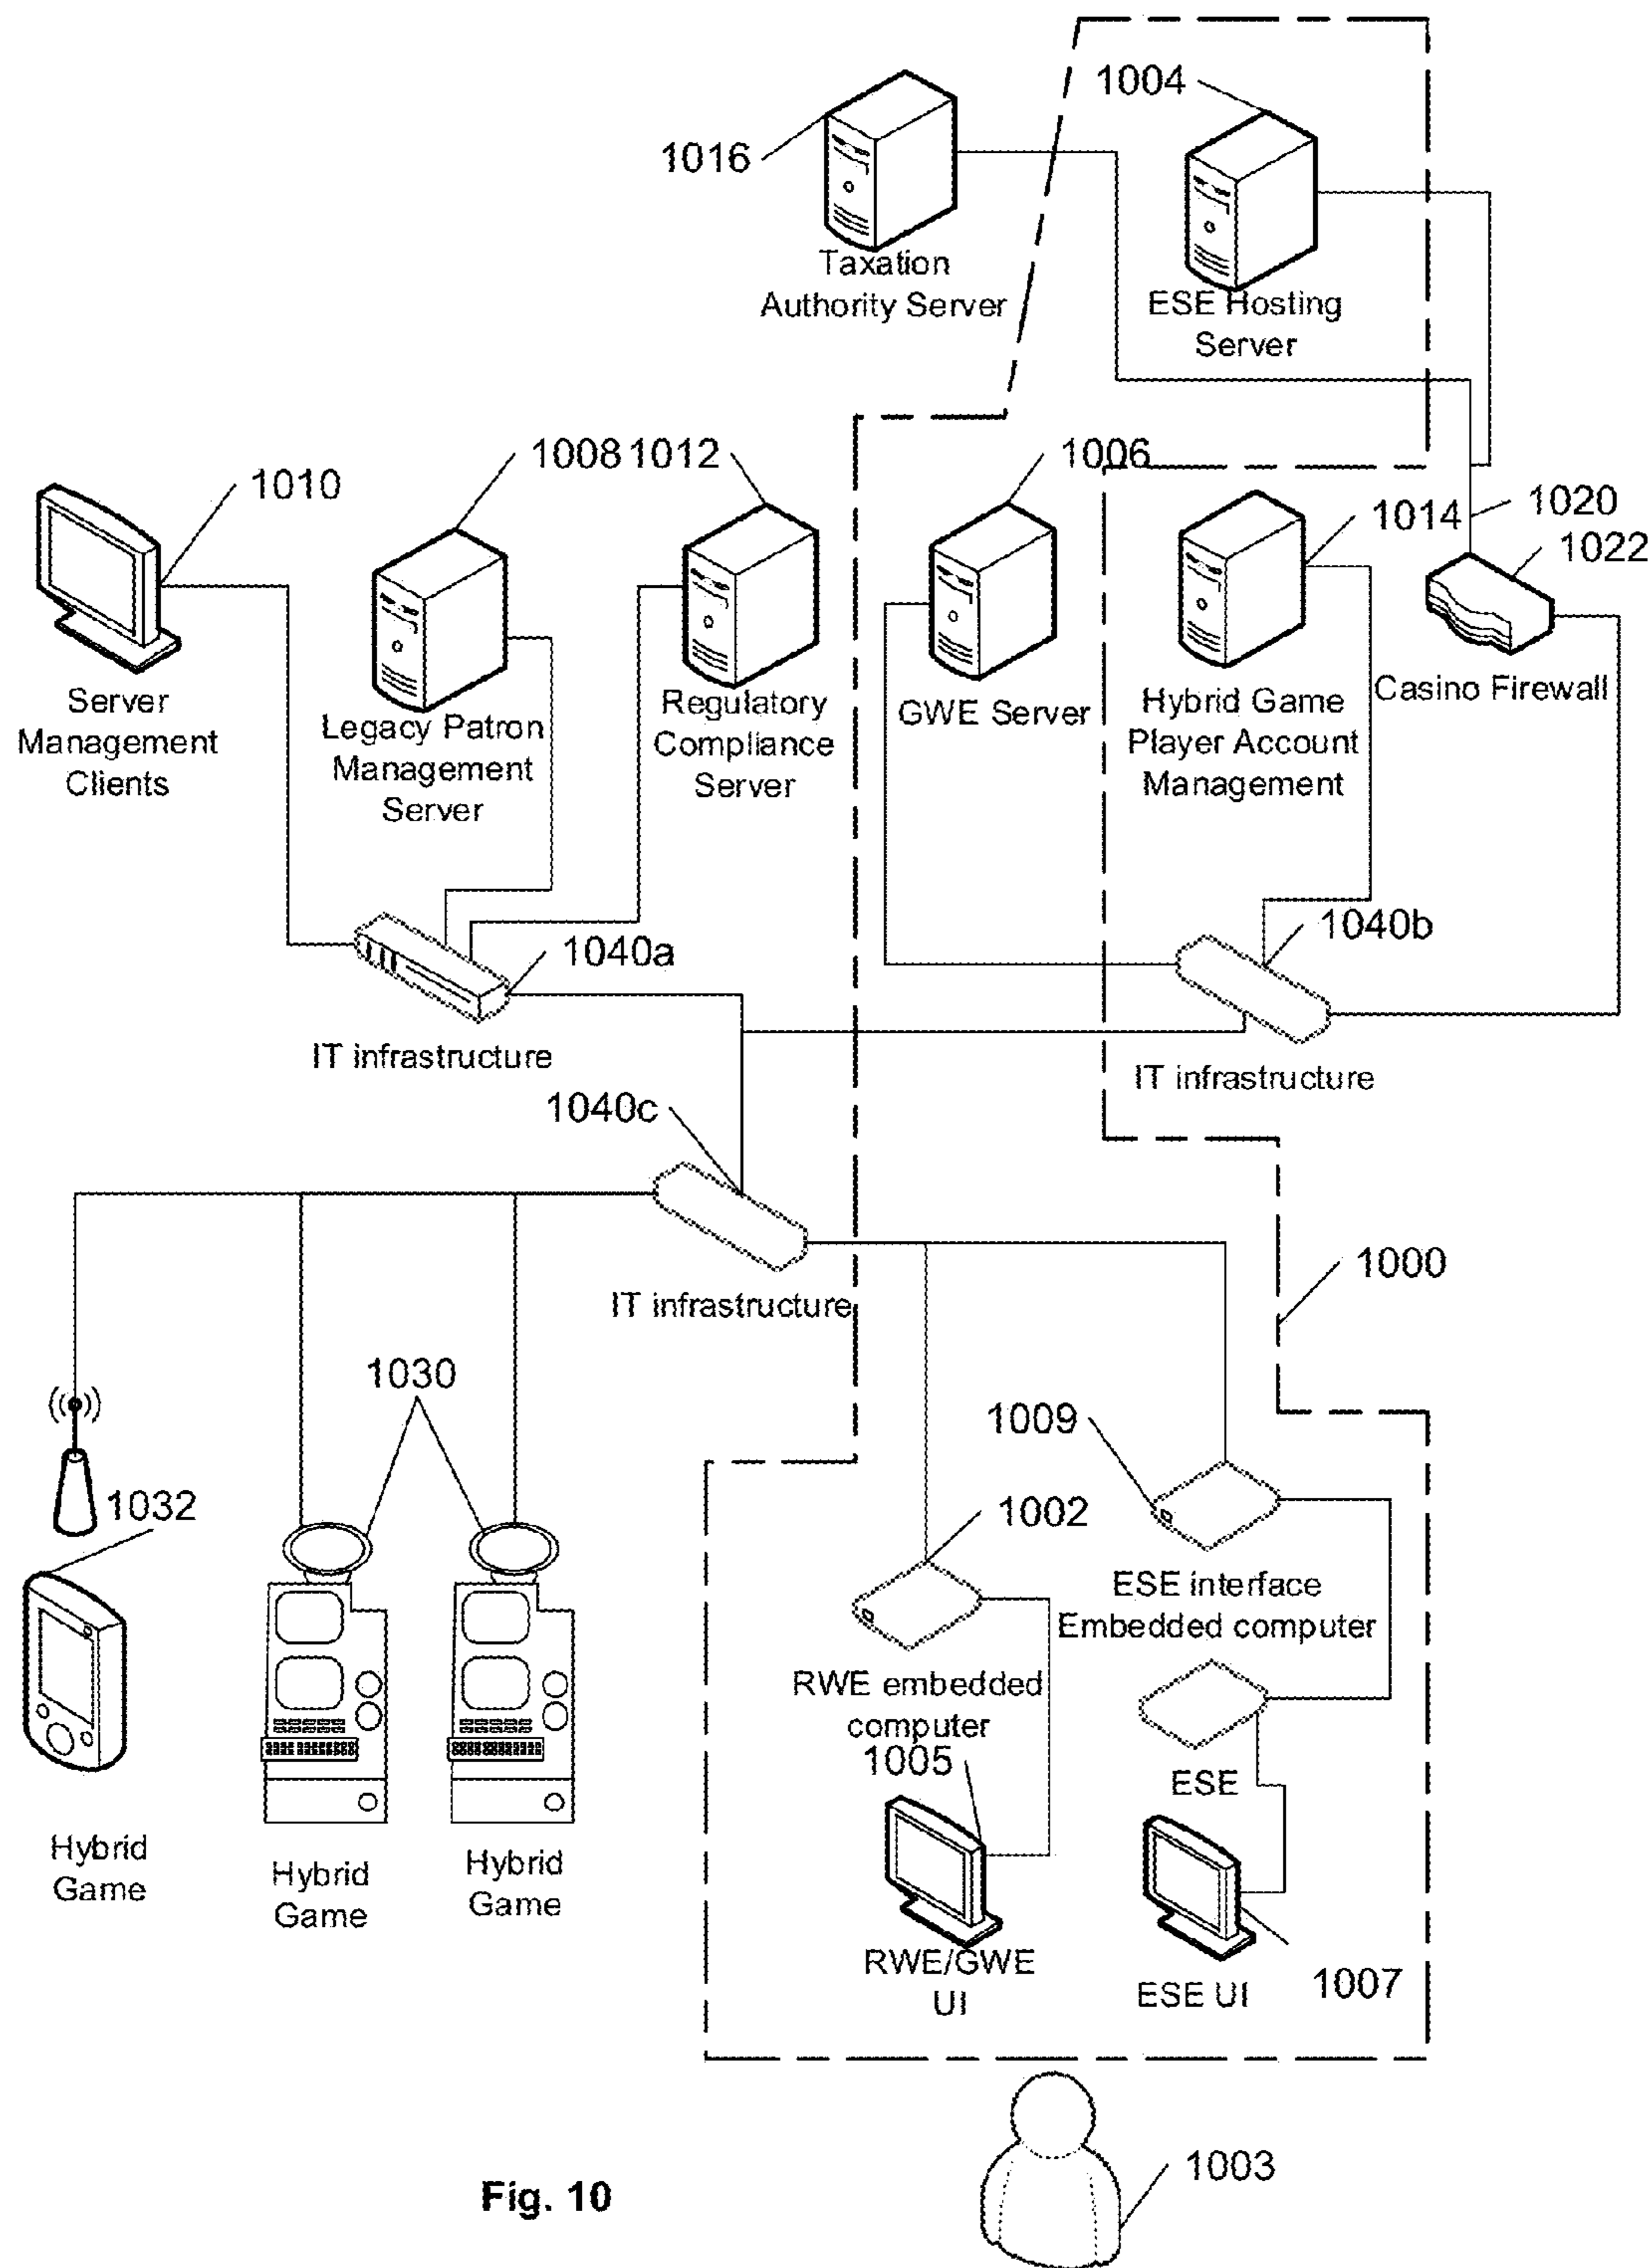 1004
1016
Taxation
Authority Server
ESE Hosting
Server
1010
1008
1012
1006
1014
1020
1022
Server
Management
Clients
Legacy Patron
Management
Server
Regulatory
Compliance
Server
GWE Server
Hybrid Game
Player Account
Management
Casino Firewall
1040a
1040b
IT infrastructure
IT infrastructure
1040c
IT infrastructure
1000
1030
1009
1032
1002
ESE interface
Embedded computer
RWE embedded
computer
1005
ESE
Hybrid
Game
Hybrid
Game
Hybrid
Game
RWE/GWE
UI
ESE UI
1007
1003
Fig. 10